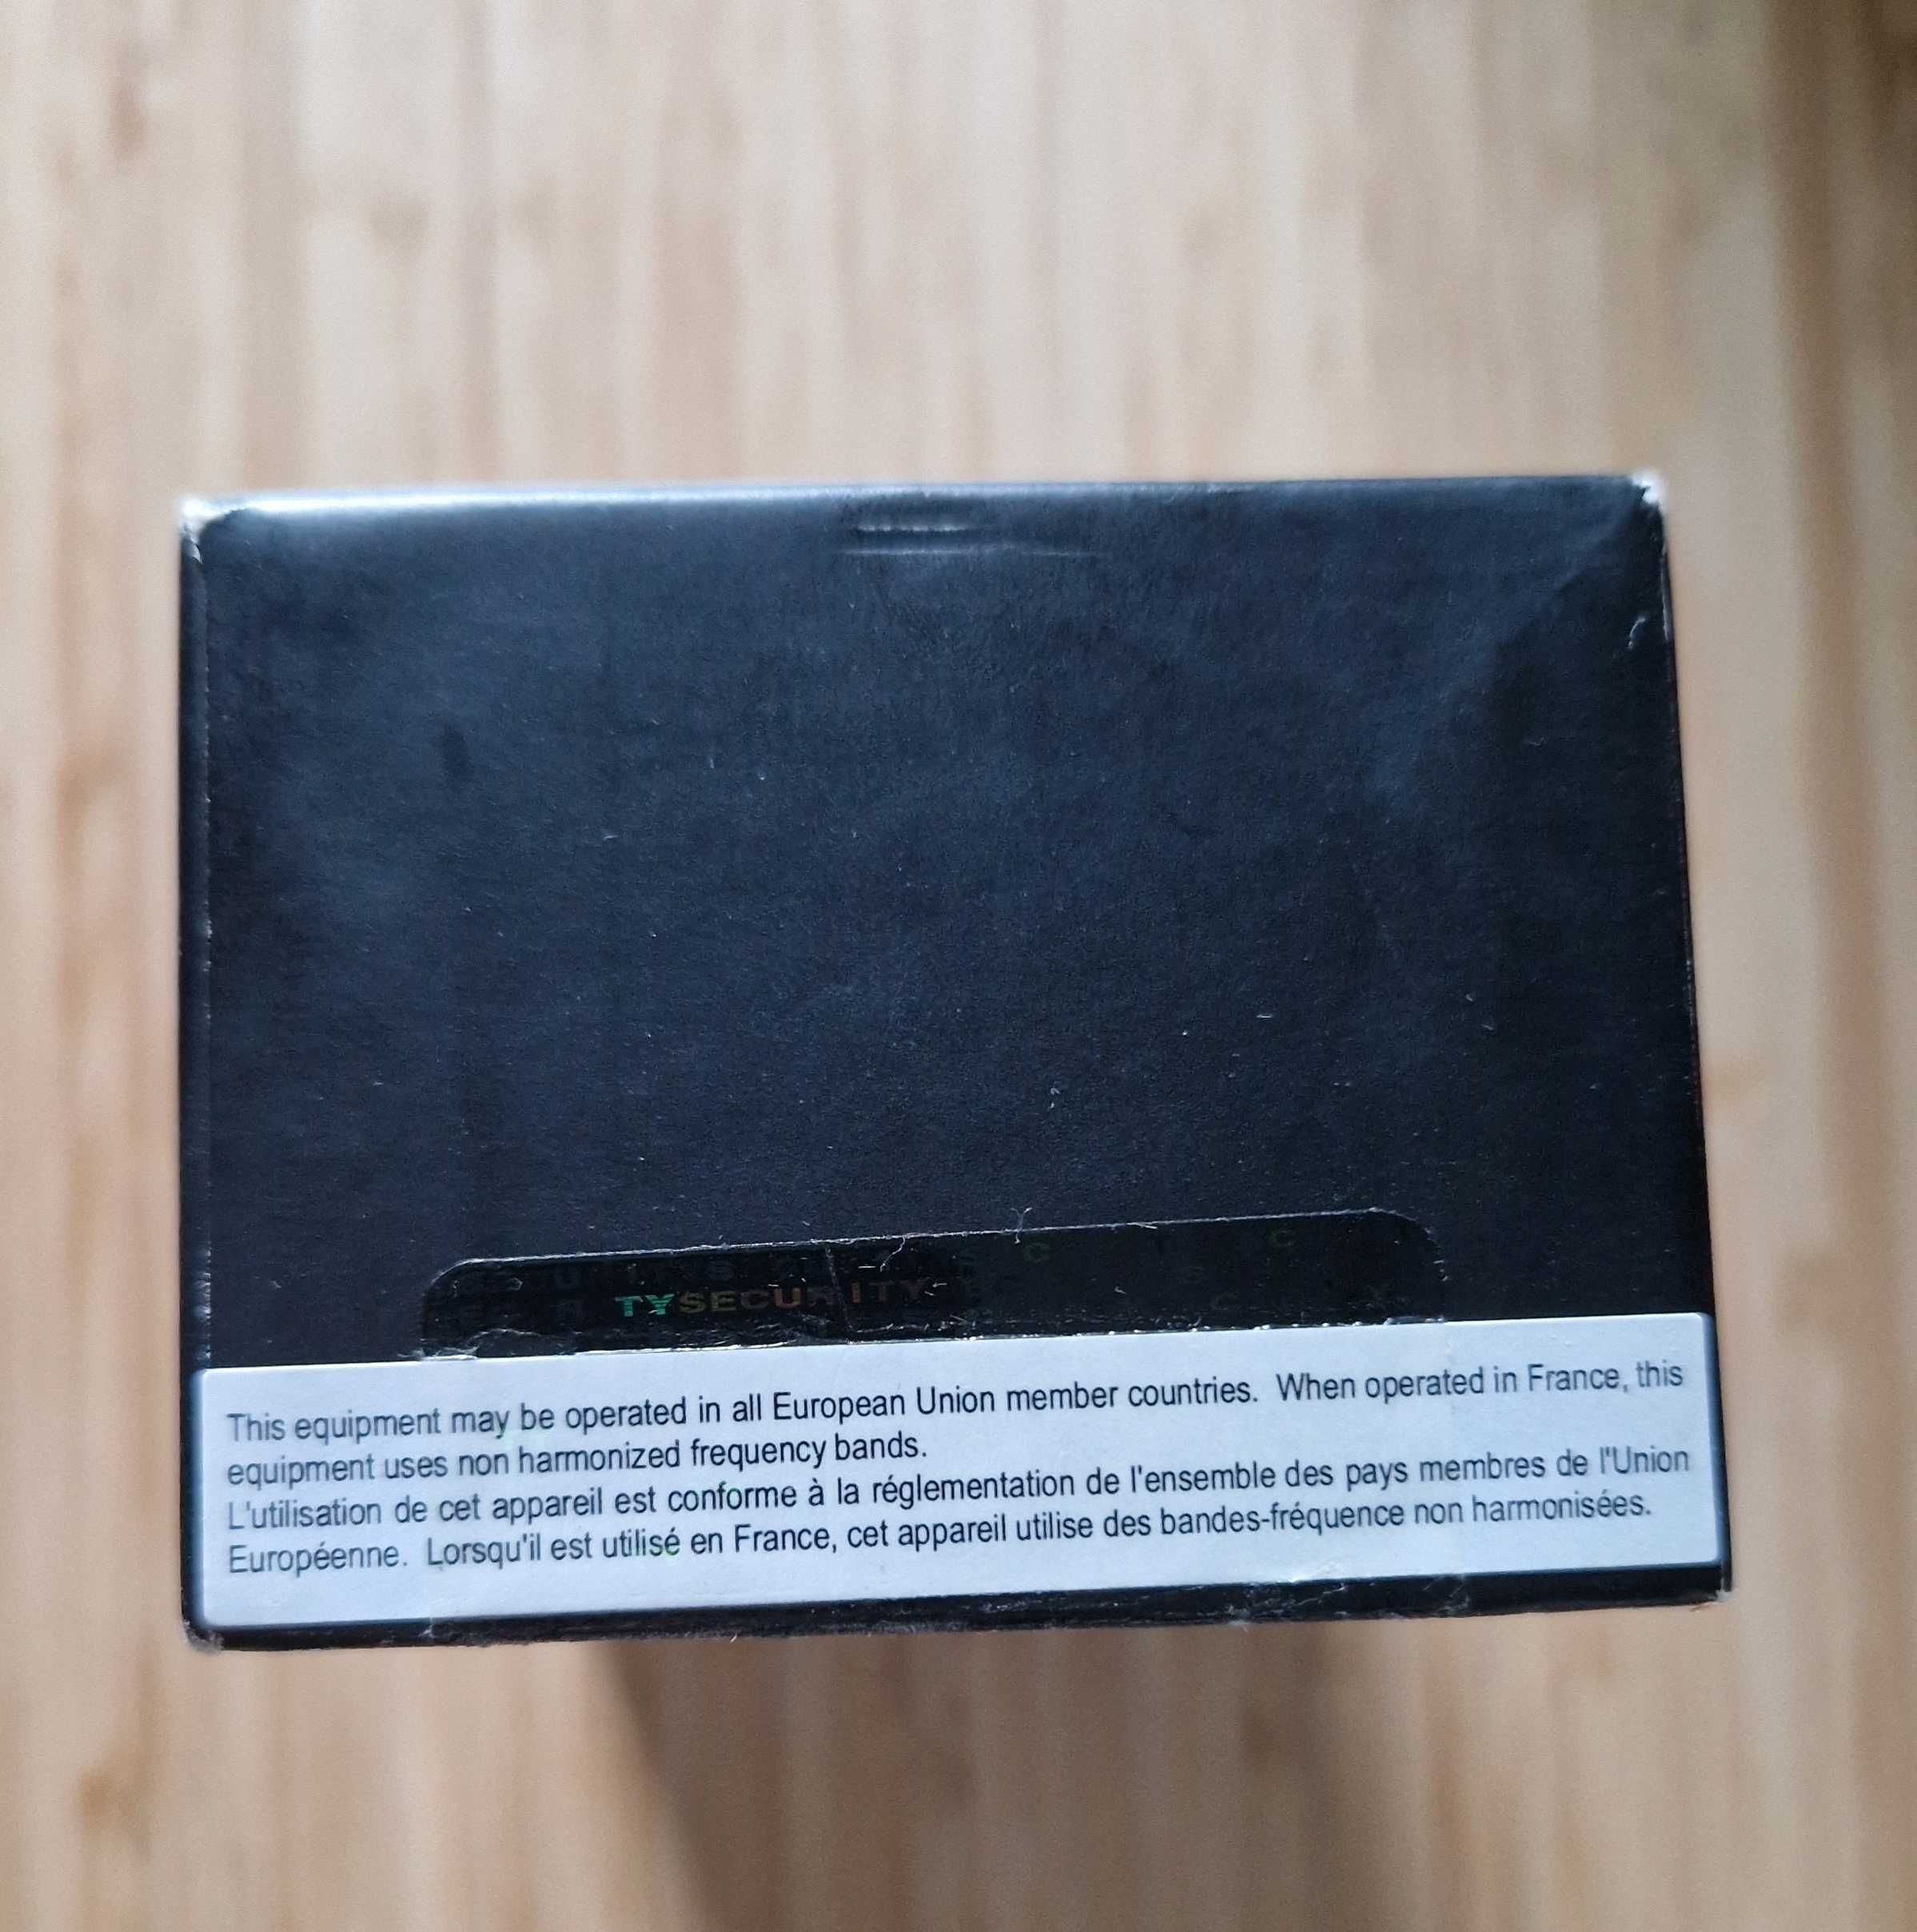 TYSECURITY
This equipment may be operated in all European Union member countries. When operated in France, this
equipment uses non harmonized frequency bands.
L'utilisation de cet appareil est conforme à la réglementation de l'ensemble des pays membres de l'Union
Européenne. Lorsqu'il est utilisé en France, cet appareil utilise des bandes-fréquence non harmonisées.